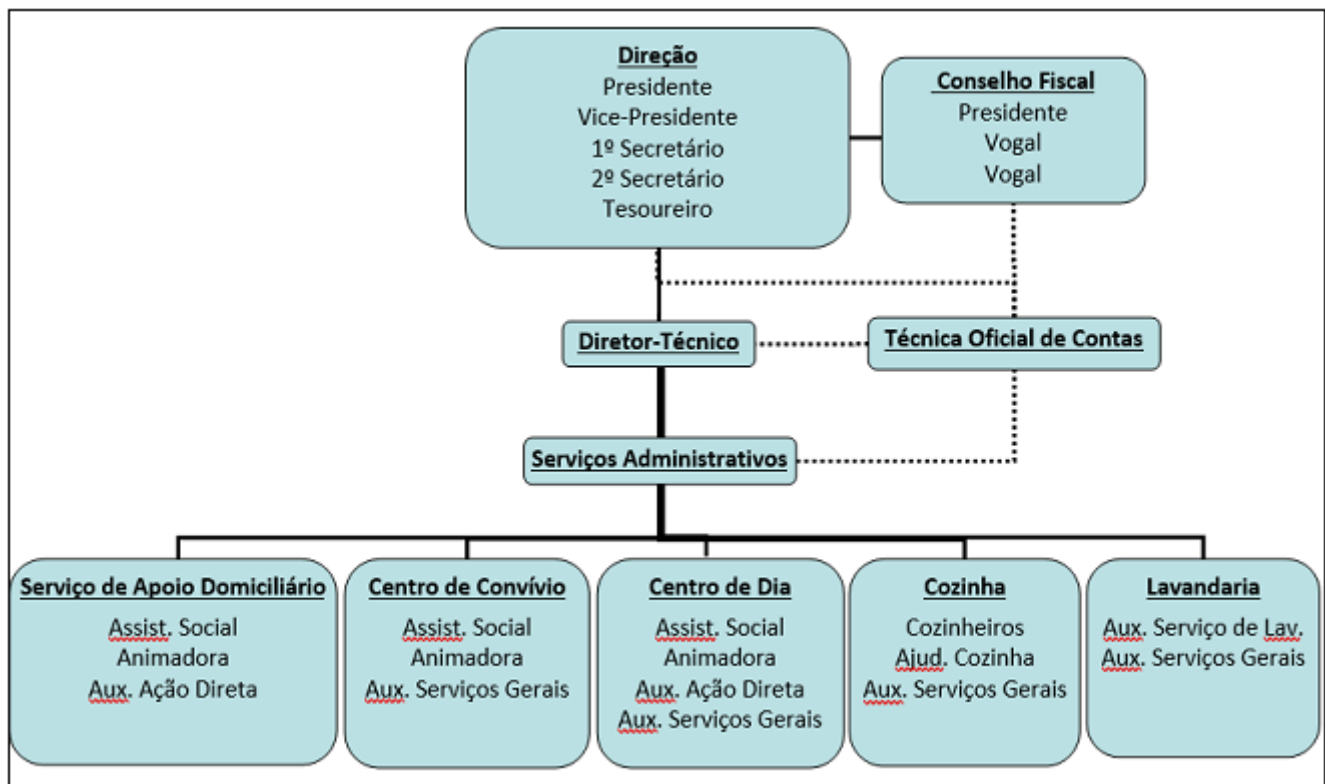 Direção
Presidente
Vice-Presidente
1º Secretário
2º Secretário
Tesoureiro
Conselho Fiscal
Presidente
Vogal
Vogal
Diretor-Técnico
Técnica Oficial de Contas
Serviços Administrativos
Serviço de Apoio Domiciliário
Assist. Social
Animadora
Aux. Ação Direta
Centro de Convívio
Assist. Social
Animadora
Aux. Serviços Gerais
Centro de Dia
Assist. Social
Animadora
Aux. Ação Direta
Aux. Serviços Gerais
Cozinha
Cozinheiros
Ajud. Cozinha
Aux. Serviços Gerais
Lavandaria
Aux. Serviço de Lav.
Aux. Serviços Gerais